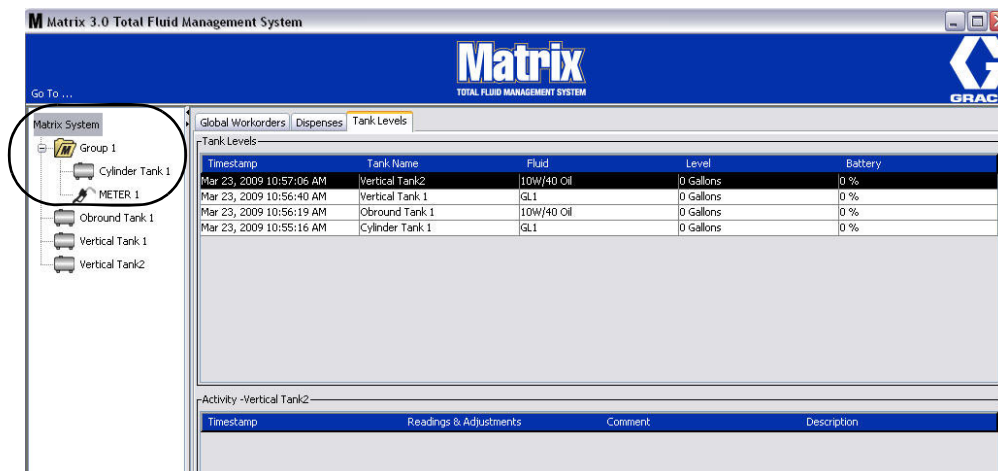 M Matrix 3.0 Total Fluid Management System
Matrix
TOTAL FLUID MANAGEMENT SYSTEM
Go To ...
GRAC
Matrix System
Group 1
Cylinder Tank 1
METER 1
Obround Tank 1
Vertical Tank 1
Vertical Tank2
Global Workorders Dispenses Tank Levels
Tank Levels
Timestamp Tank Name Fluid Level Battery
Mar 23, 2009 10:57:06 AM Vertical Tank2 10W/40 Oil 0 Gallons 0 %
Mar 23, 2009 10:56:40 AM Vertical Tank 1 GL1 0 Gallons 0 %
Mar 23, 2009 10:56:19 AM Obround Tank 1 10W/40 Oil 0 Gallons 0 %
Mar 23, 2009 10:55:16 AM Cylinder Tank 1 GL1 0 Gallons 0 %
Activity -Vertical Tank2
Timestamp Readings & Adjustments Comment Description